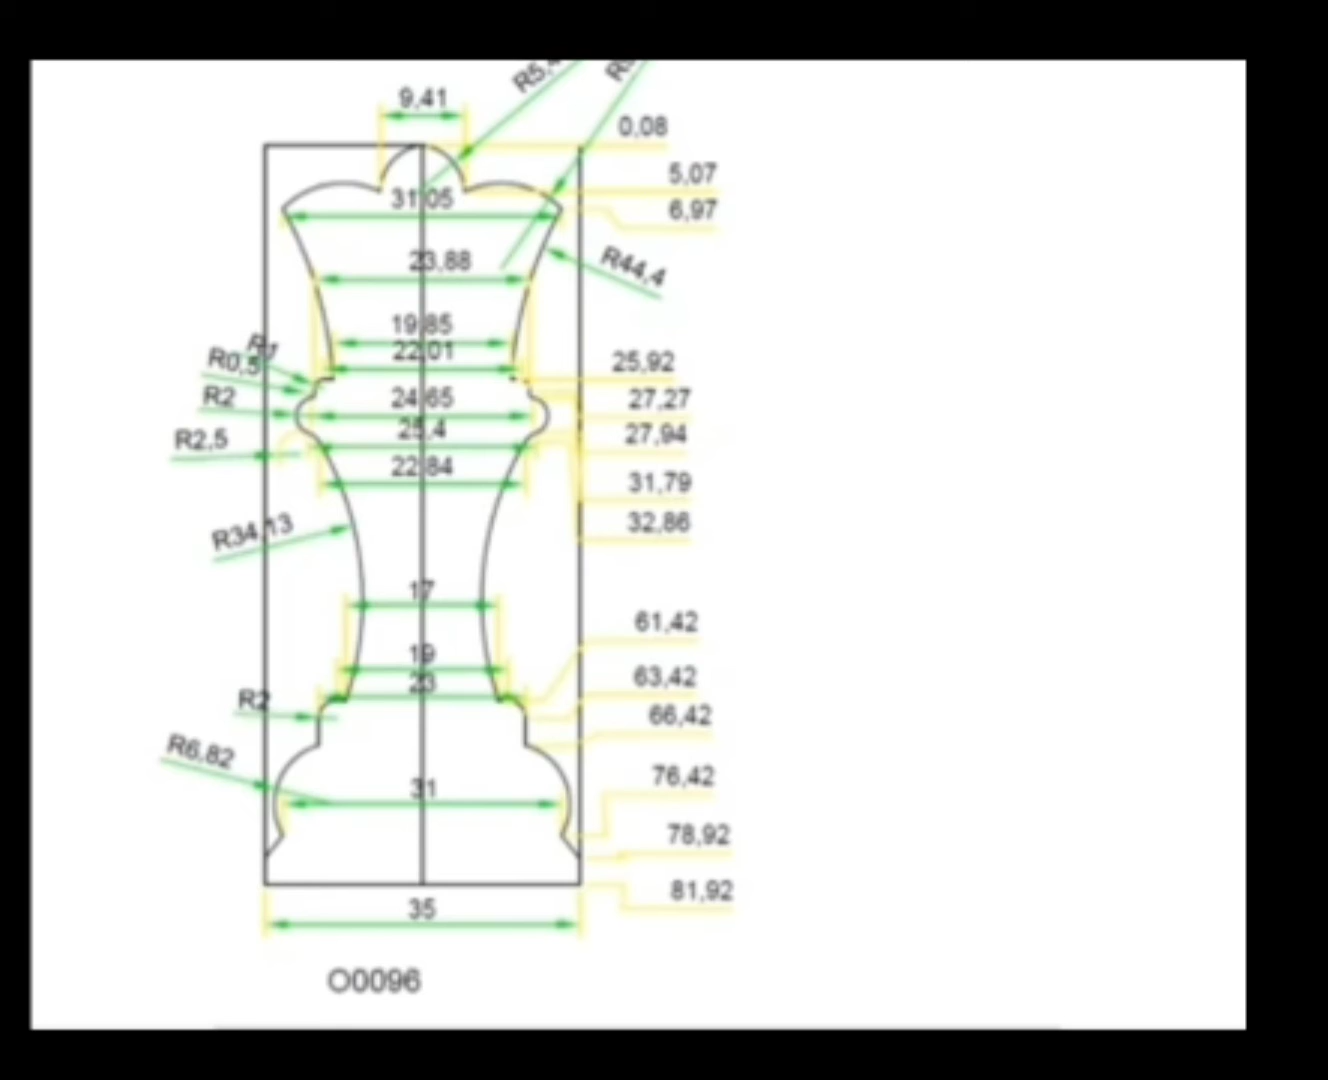 9,41
R5,4
0,08
5,07
31,05
6,97
23,88
R44,4
19,85
R1
22,01
25,92
R0,5
R2
24,65
27,27
25,4
27,94
R2,5
22,84
31,79
32,86
R34,13
17
61,42
19
63,42
23
R2
66,42
R6,82
76,42
31
78,92
81,92
35
O0096